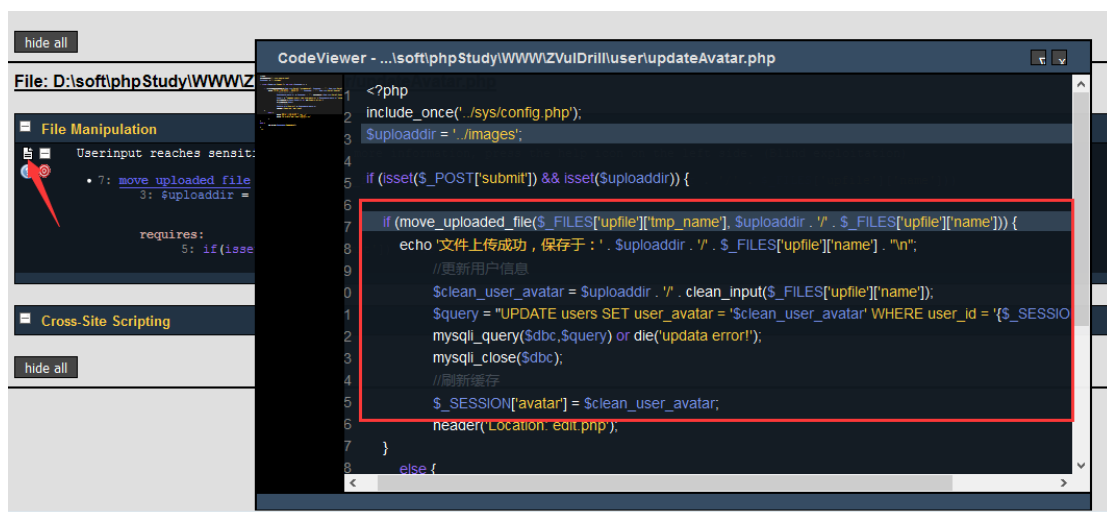 hide all
CodeViewer - ...\soft\phpStudy\WWW\ZVulDrill\user\updateAvatar.php
File: D:\soft\phpStudy\WWW\Z
File Manipulation
Userinput reaches sensiti
• 7: move_uploaded_file
3: $uploaddir =
requires:
5: if(isse
Cross-Site Scripting
hide all
1 <?php
2 include_once('../sys/config.php');
3 $uploaddir = '../images';
4
5 if (isset($_POST['submit']) && isset($uploaddir)) {
6
7 if (move_uploaded_file($_FILES['upfile']['tmp_name'], $uploaddir . '/' . $_FILES['upfile']['name'])) {
8 echo '文件上传成功，保存于：' . $uploaddir . '/' . $_FILES['upfile']['name'] . "\n";
9 //更新用户信息
0 $clean_user_avatar = $uploaddir . '/' . clean_input($_FILES['upfile']['name']);
1 $query = "UPDATE users SET user_avatar = '$clean_user_avatar' WHERE user_id = '{$_SESSIO
2 mysqli_query($dbc,$query) or die('updata error!');
3 mysqli_close($dbc);
4 //刷新缓存
5 $_SESSION['avatar'] = $clean_user_avatar;
6 header('Location: edit.php');
7 }
8 else {